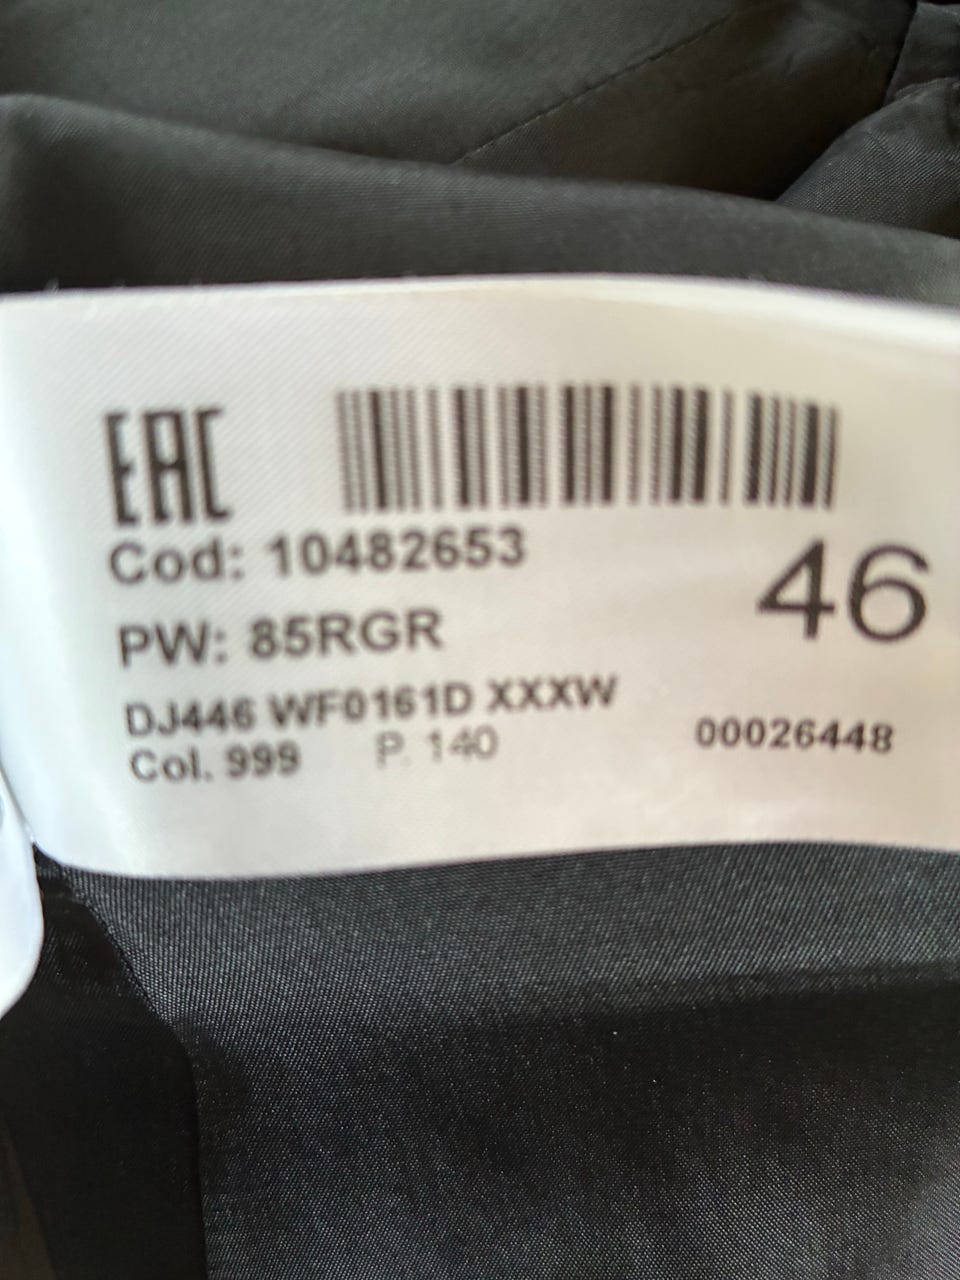 EAC
Cod: 10482653
46
PW: 85RGR
DJ446 WF0161D XXXW
Col. 999 P. 140
00026448